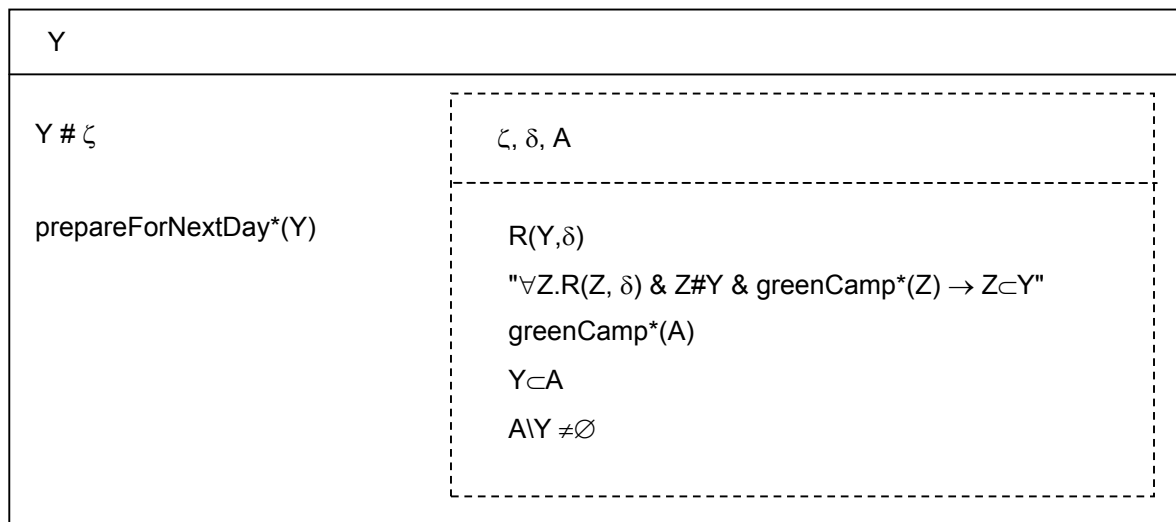 Y
Y # ζ
ζ, δ, A
prepareForNextDay*(Y)
R(Y,δ)
"∀Z.R(Z, δ) & Z#Y & greenCamp*(Z) → Z⊂Y"
greenCamp*(A)
Y⊂A
A\Y ≠∅